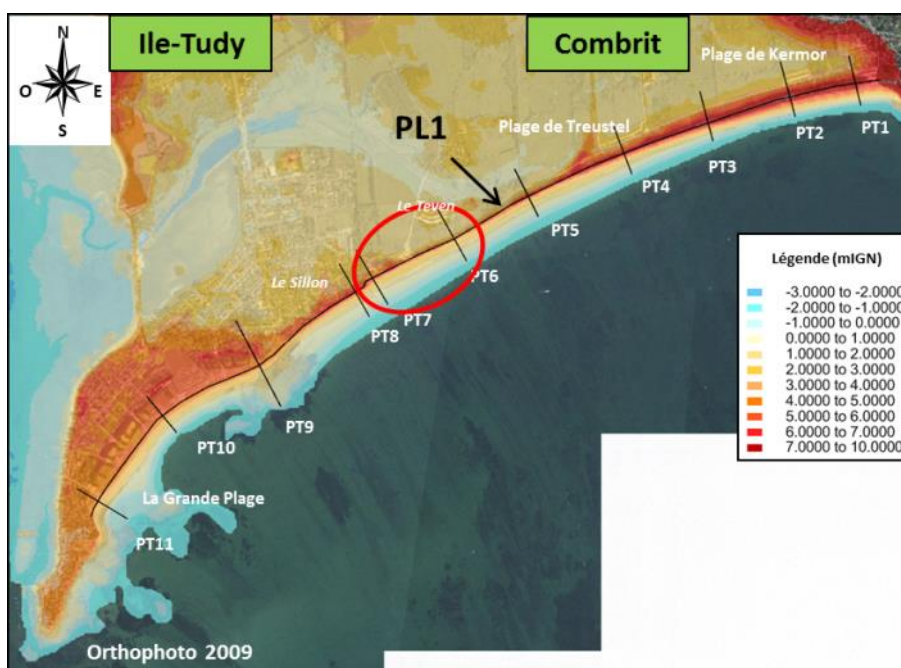 Ile-Tudy
Combrit
N
O E
S
Plage de Kermor
PL1
Plage de Treustel
PT1
PT2
PT3
PT4
Le Teven
PT5
PT6
Le Sillon
PT7
PT8
PT9
PT10
La Grande Plage
PT11
Orthophoto 2009
Légende (mIGN)
-3.0000 to -2.0000
-2.0000 to -1.0000
-1.0000 to 0.0000
0.0000 to 1.0000
1.0000 to 2.0000
2.0000 to 3.0000
3.0000 to 4.0000
4.0000 to 5.0000
5.0000 to 6.0000
6.0000 to 7.0000
7.0000 to 10.0000